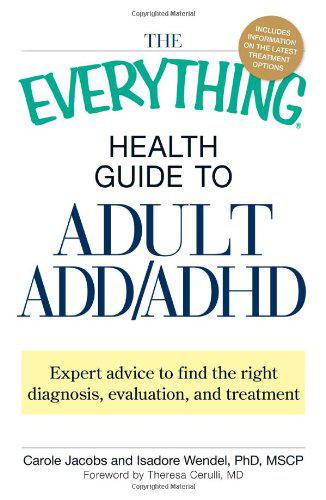 THE
INCLUDES
INFORMATION
ON THE LATEST
TREATMENT
OPTIONS
EVERYTHING®
HEALTH
GUIDE TO
ADULT
ADD/ADHD
Expert advice to find the right
diagnosis, evaluation, and treatment
Carole Jacobs and Isadore Wendel, PhD, MSCP
Foreword by Theresa Cerulli, MD